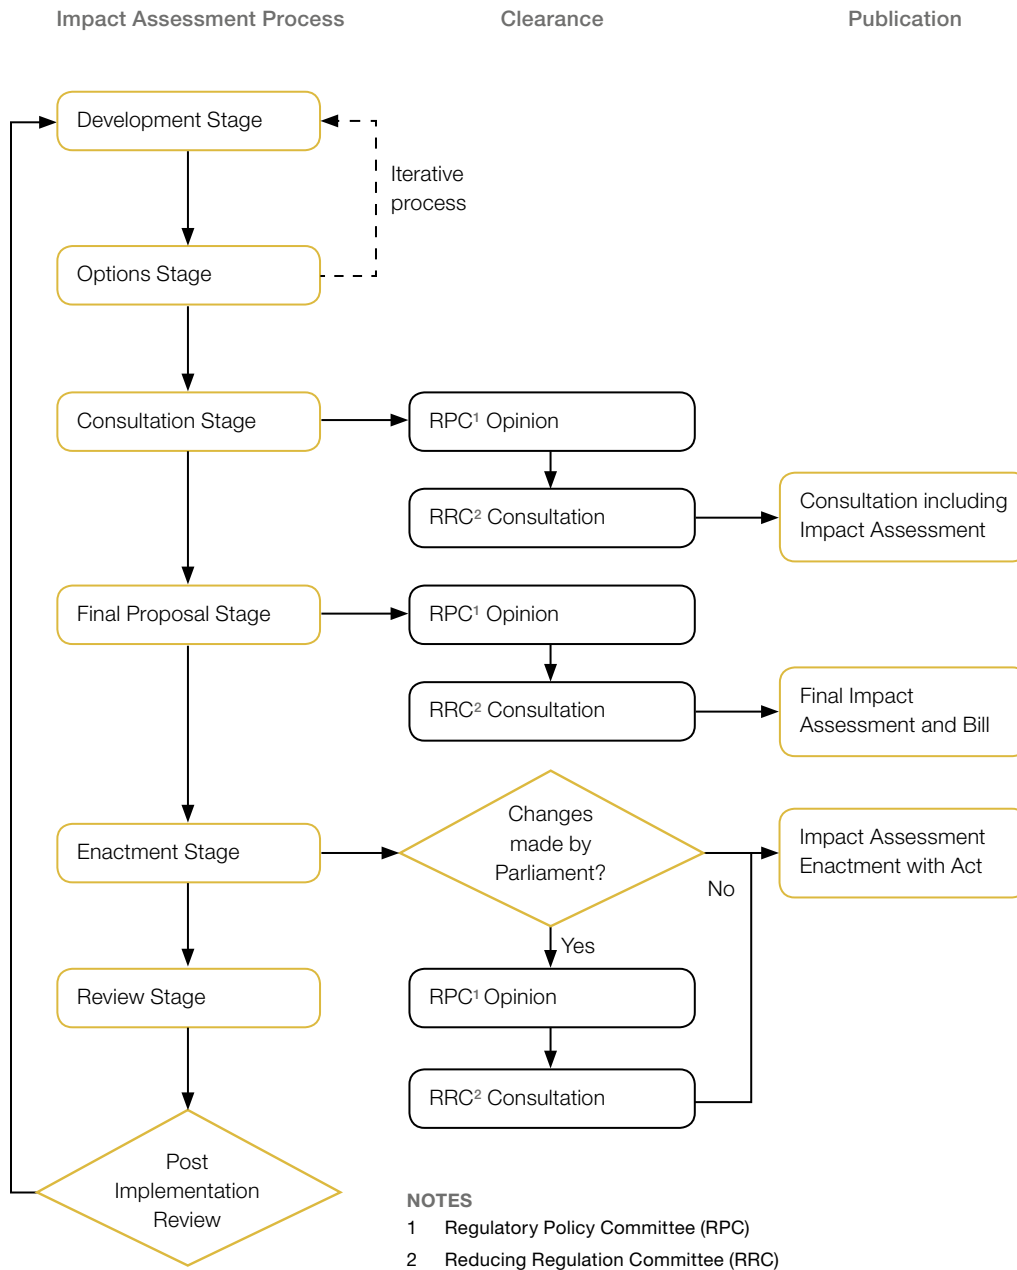 Impact Assessment Process
Clearance
Publication
Development Stage
Iterative
process
Options Stage
Consultation Stage
RPC¹ Opinion
RRC² Consultation
Consultation including
Impact Assessment
Final Proposal Stage
RPC¹ Opinion
RRC² Consultation
Final Impact
Assessment and Bill
Enactment Stage
Changes
made by
Parliament?
No
Impact Assessment
Enactment with Act
Yes
Review Stage
RPC¹ Opinion
RRC² Consultation
Post
Implementation
Review
NOTES
1 Regulatory Policy Committee (RPC)
2 Reducing Regulation Committee (RRC)